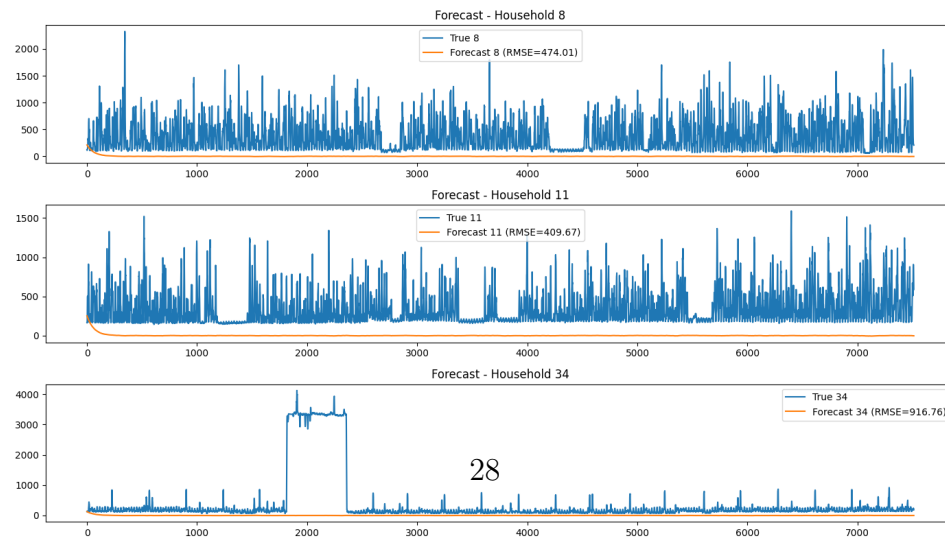 Forecast - Household 8
True 8
Forecast 8 (RMSE=474.01)
2000
1500
1000
500
0
0 1000 2000 3000 4000 5000 6000 7000
Forecast - Household 11
True 11
Forecast 11 (RMSE=409.67)
1500
1000
500
0
0 1000 2000 3000 4000 5000 6000 7000
Forecast - Household 34
True 34
Forecast 34 (RMSE=916.76)
4000
3000
2000
1000
0
28
0 1000 2000 3000 4000 5000 6000 7000